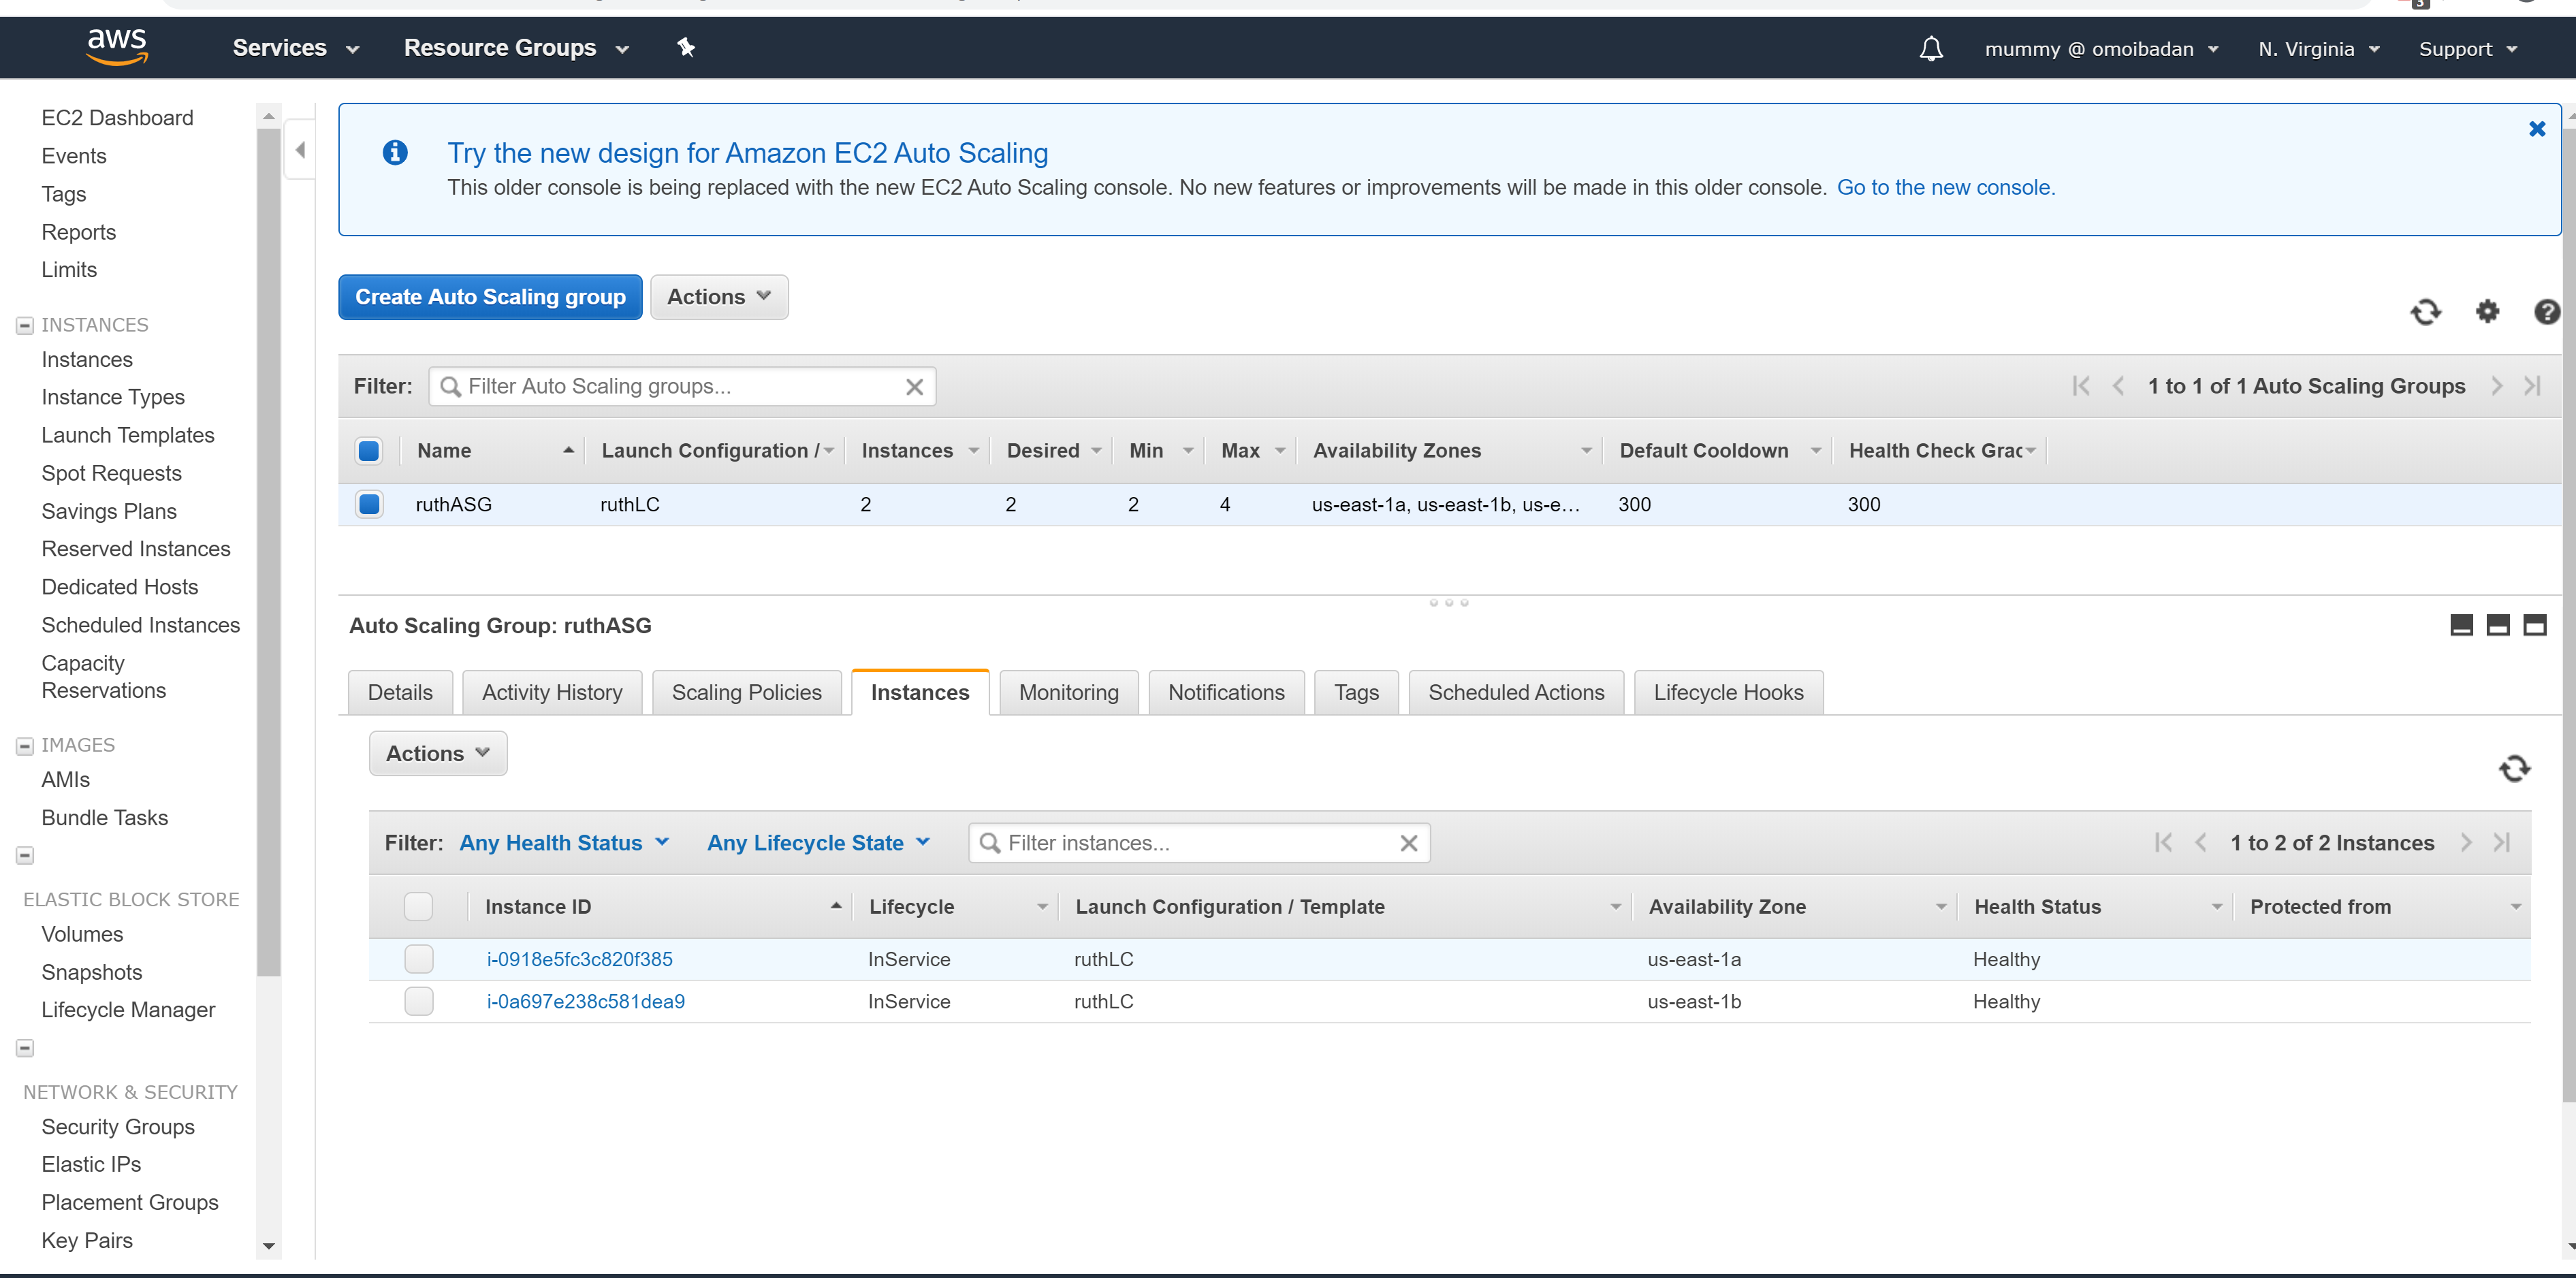 aws
Services
Resource Groups
mummy @ omoibadan
N. Virginia
Support
3
EC2 Dashboard
Events
Tags
Reports
Limits
INSTANCES
Instances
Instance Types
Launch Templates
Spot Requests
Savings Plans
Reserved Instances
Dedicated Hosts
Scheduled Instances
Capacity
Reservations
IMAGES
AMIs
Bundle Tasks
ELASTIC BLOCK STORE
Volumes
Snapshots
Lifecycle Manager
NETWORK & SECURITY
Security Groups
Elastic IPs
Placement Groups
Key Pairs
Try the new design for Amazon EC2 Auto Scaling
This older console is being replaced with the new EC2 Auto Scaling console. No new features or improvements will be made in this older console. Go to the new console.
Create Auto Scaling group
Actions
Filter: Filter Auto Scaling groups...
1 to 1 of 1 Auto Scaling Groups
Name Launch Configuration / Instances Desired Min Max Availability Zones Default Cooldown Health Check Grac
ruthASG ruthLC 2 2 2 4 us-east-1a, us-east-1b, us-e... 300 300
Auto Scaling Group: ruthASG
Details Activity History Scaling Policies Instances Monitoring Notifications Tags Scheduled Actions Lifecycle Hooks
Actions
Filter: Any Health Status Any Lifecycle State Filter instances... 1 to 2 of 2 Instances
Instance ID Lifecycle Launch Configuration / Template Availability Zone Health Status Protected from
i-0918e5fc3c820f385 InService ruthLC us-east-1a Healthy
i-0a697e238c581dea9 InService ruthLC us-east-1b Healthy